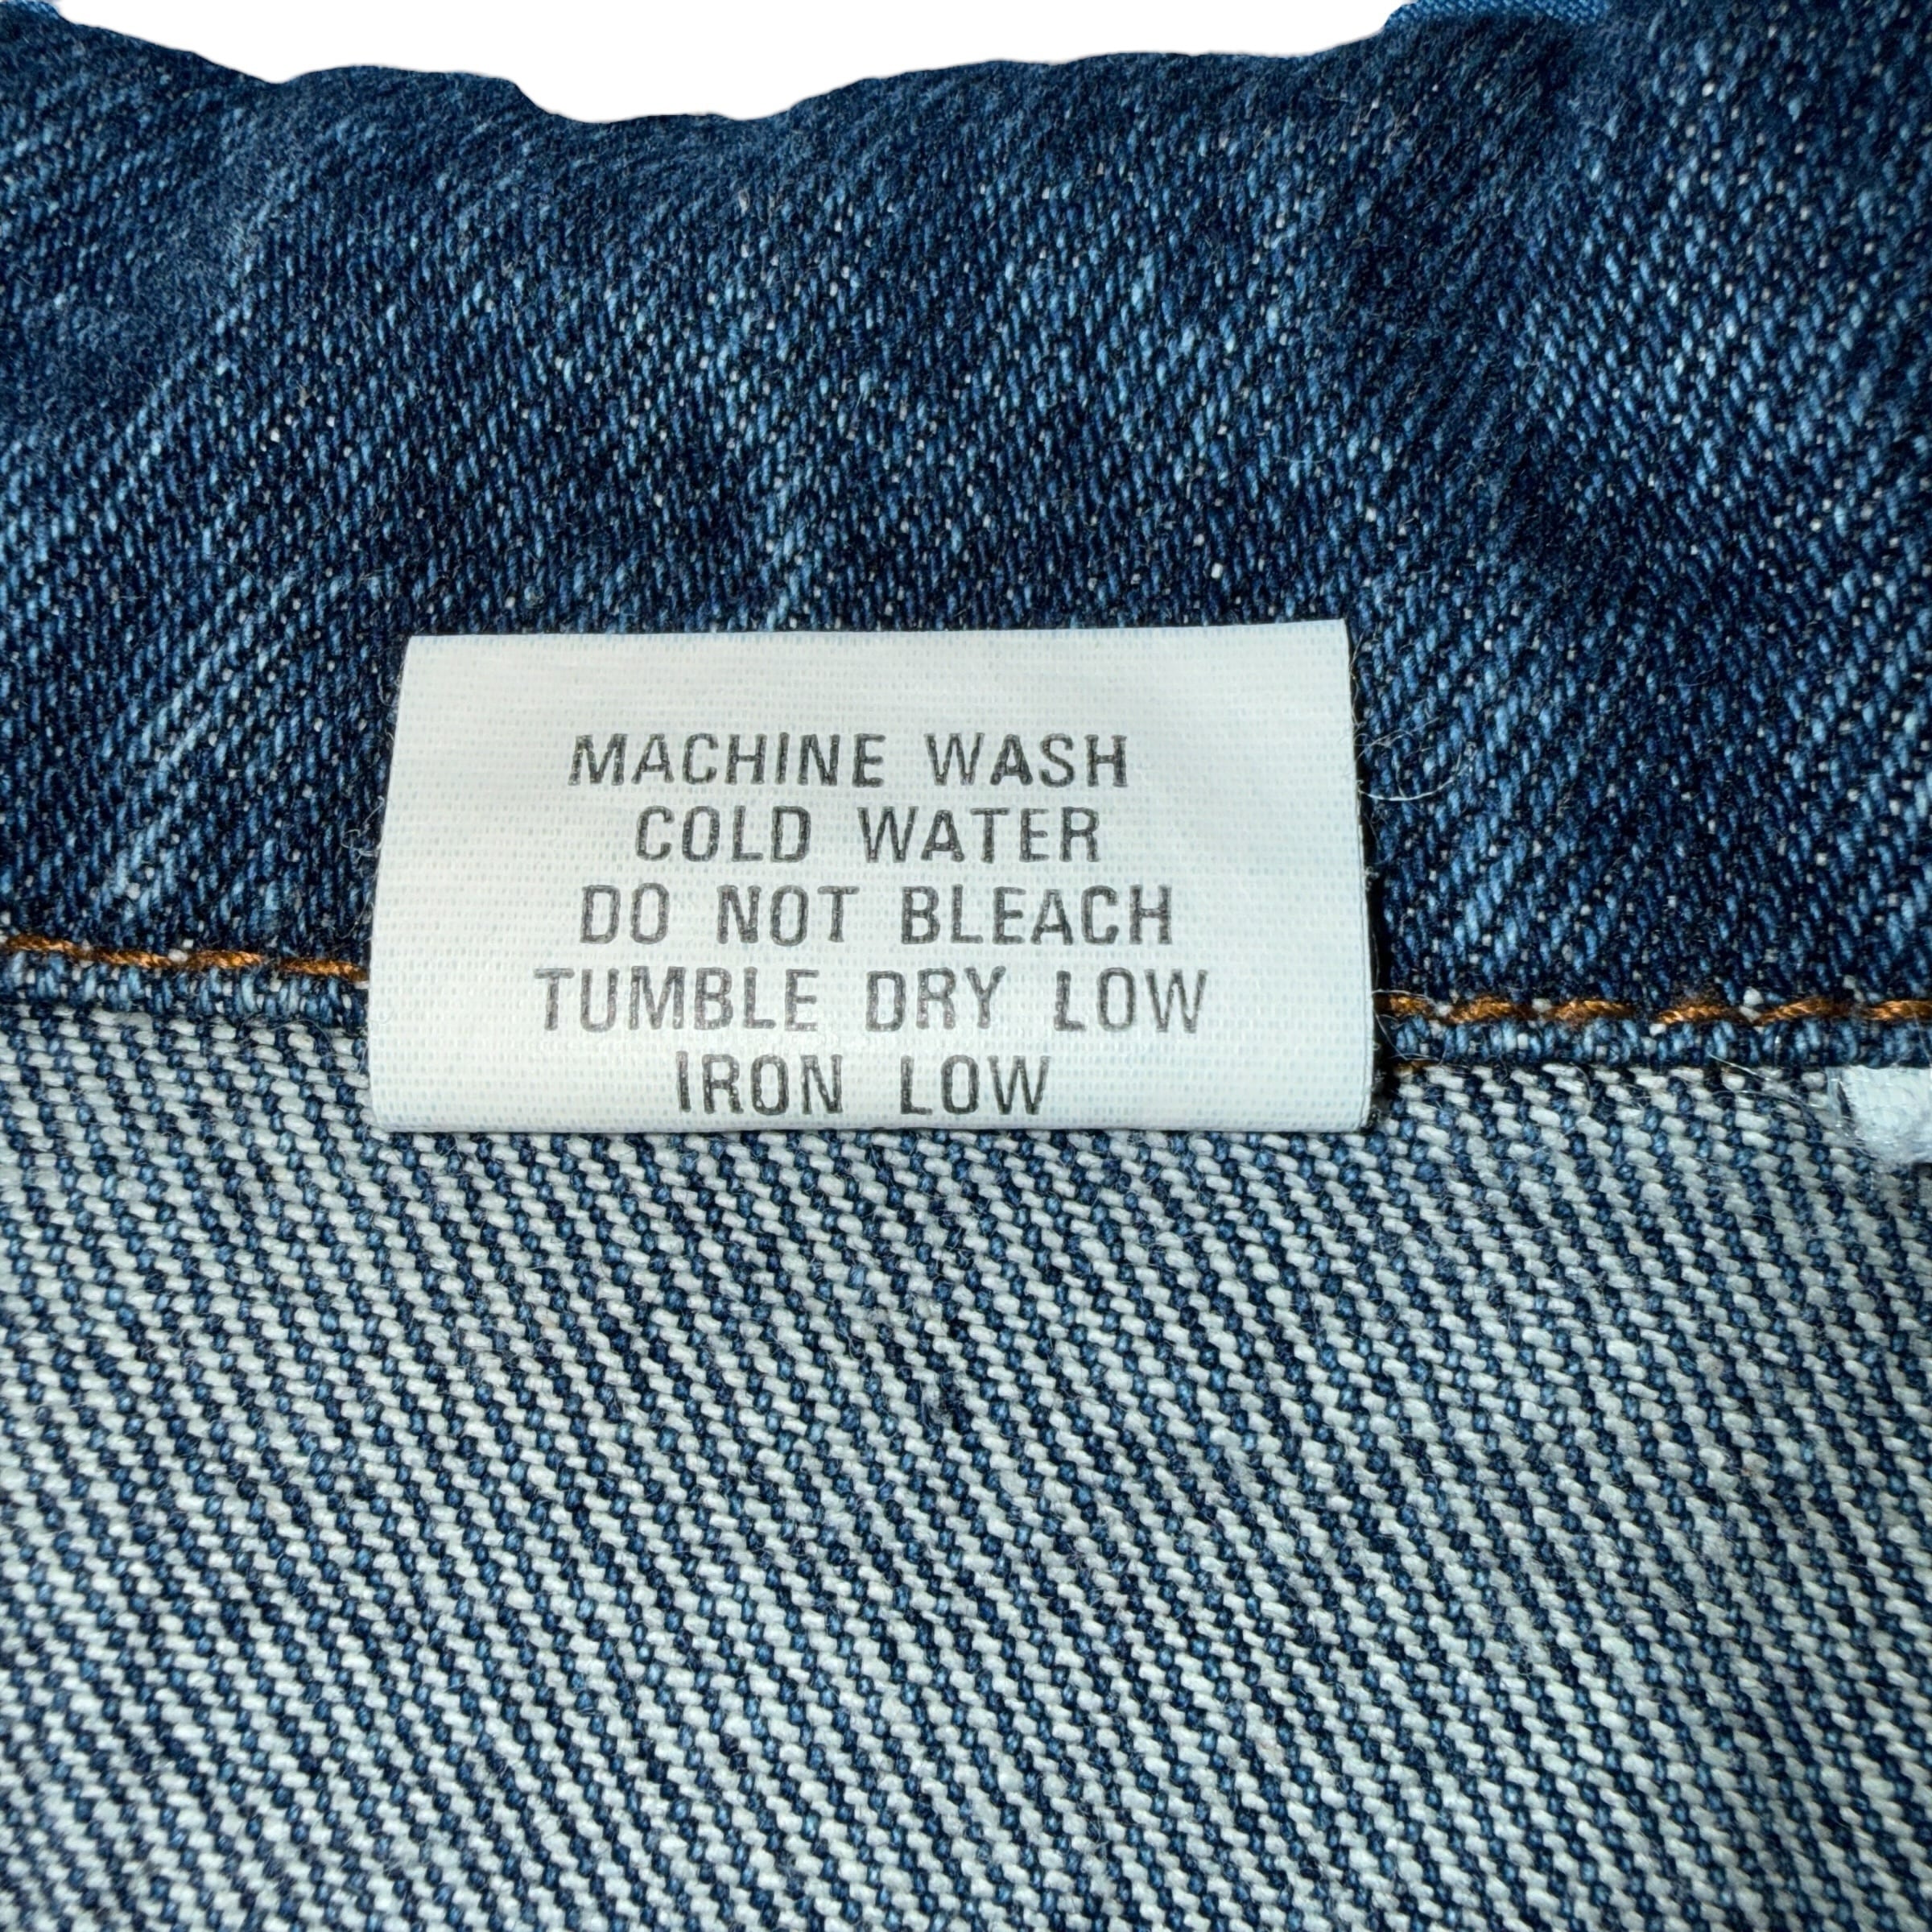 MACHINE WASH
COLD WATER
DO NOT BLEACH
TUMBLE DRY LOW
IRON LOW